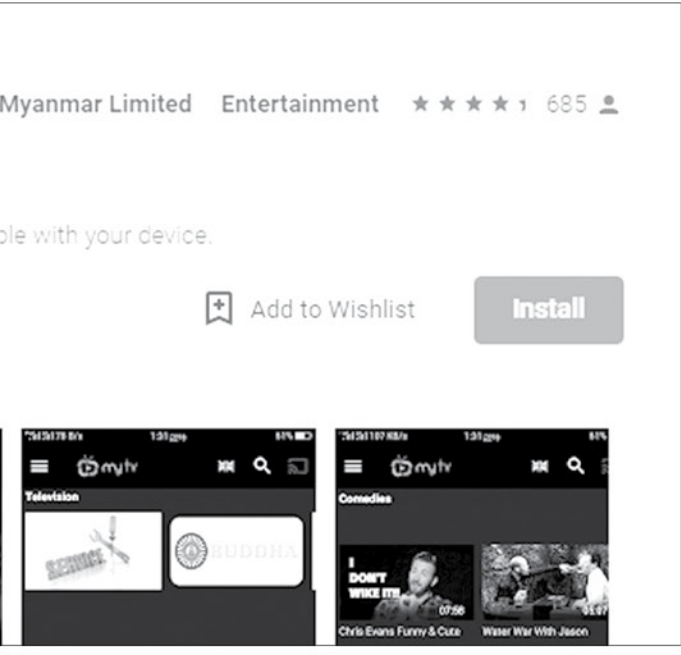 Myanmar Limited Entertainment 685
ble with your device.
Add to Wishlist Install
mytv mytv
Television
Comedies
SERVICE
BUDDHA
I
DON'T
WIKE IT!!
07:56
Chris Evans Funny & Cute
Water War With Jason